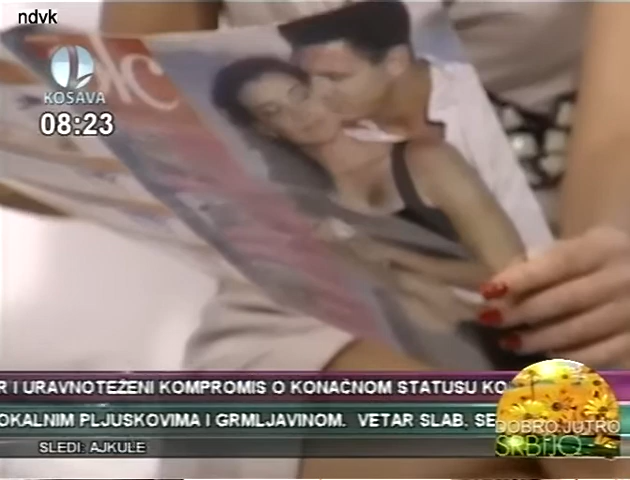 ndvk
KOSAVA
08:23
R I URAVNOTEŽENI KOMPROMIS O KONAČNOM STATUSU KO
OKALNIM PLJUSKOVIMA I GRMLJAVINOM. VETAR SLAB, SE
DOBRO JUTRO
SRBIJO
SLEDI: AJKULE